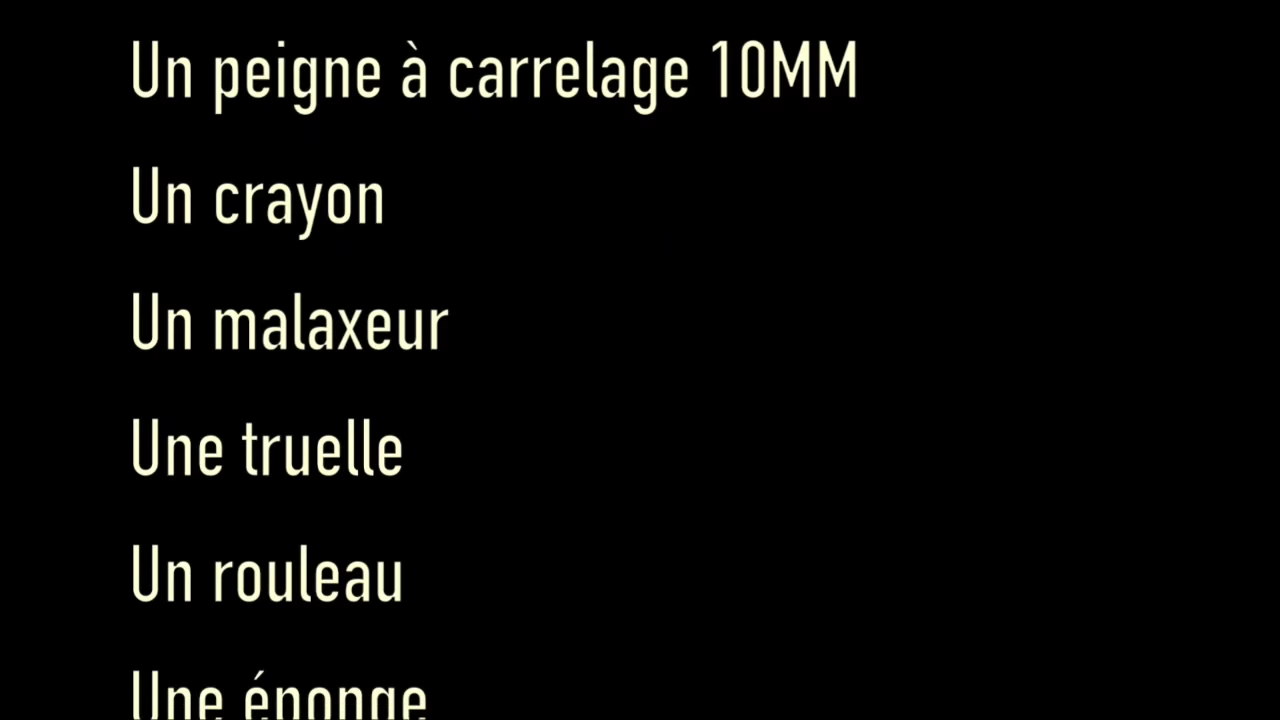 Un peigne à carrelage 10MM
Un crayon
Un malaxeur
Une truelle
Un rouleau
Une éponge